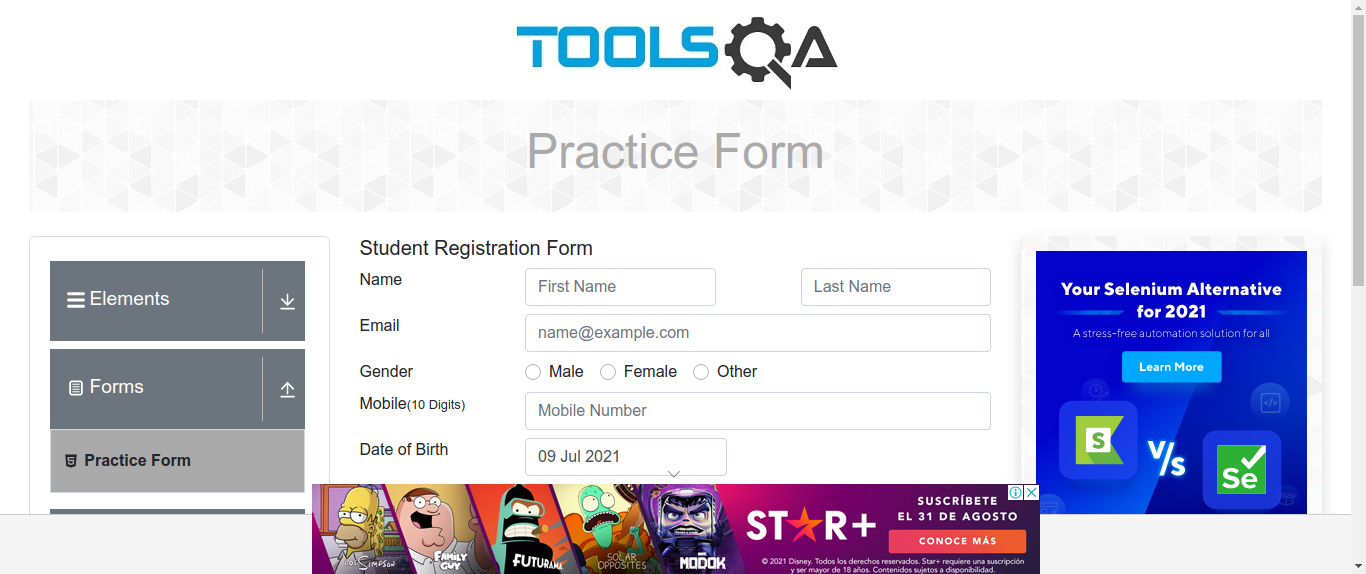 TOOLSQA
Practice Form
Elements
Forms
Practice Form
Student Registration Form
Name
First Name
Last Name
Email
name@example.com
Gender
Male
Female
Other
Mobile(10 Digits)
Mobile Number
Date of Birth
09 Jul 2021
Your Selenium Alternative
for 2021
A stress-free automation solution for all
Learn More
S
V/s
Se
LOS SIMPSON
FAMILY
GUY
FUTURAMA
SOLAR
OPPOSITES
MODOK
STAR+
SUSCRÍBETE
EL 31 DE AGOSTO
CONOCE MÁS
© 2021 Disney. Todos los derechos reservados. Star+ requiere una suscripción
y ser mayor de 18 años. Contenidos sujetos a disponibilidad.